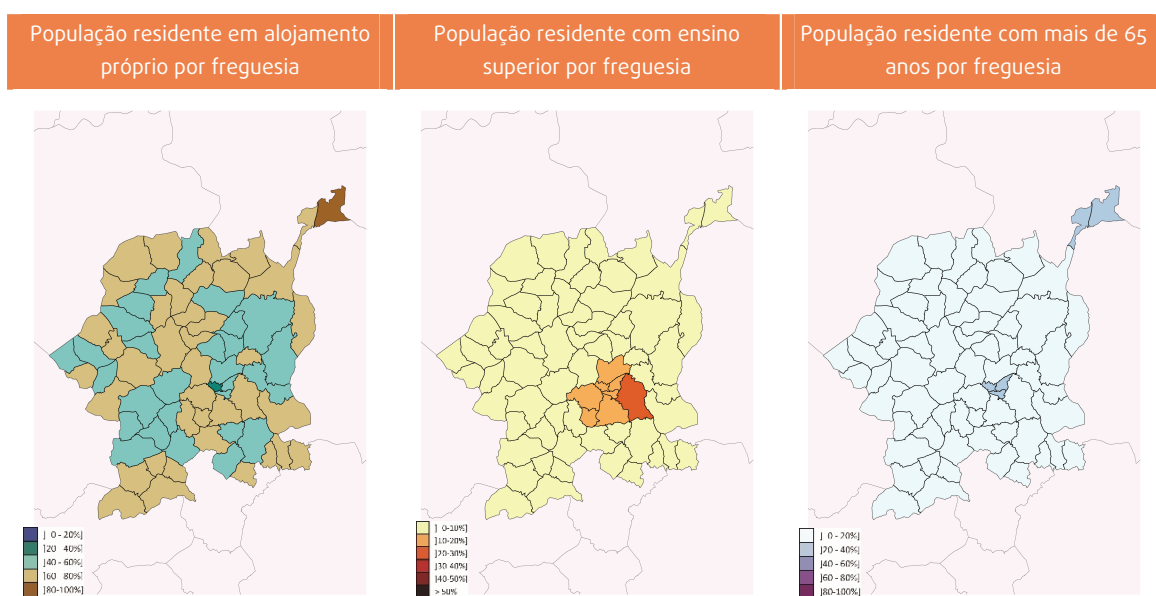 População residente em alojamento
próprio por freguesia
População residente com ensino
superior por freguesia
População residente com mais de 65
anos por freguesia
] 0 - 20%]
]20 - 40%]
]40 - 60%]
]60 - 80%]
]80-100%]
] 0-10%]
]10-20%]
]20-30%]
]30-40%]
]40-50%]
> 50%
] 0 - 20%]
]20 - 40%]
]40 - 60%]
]60 - 80%]
]80-100%]